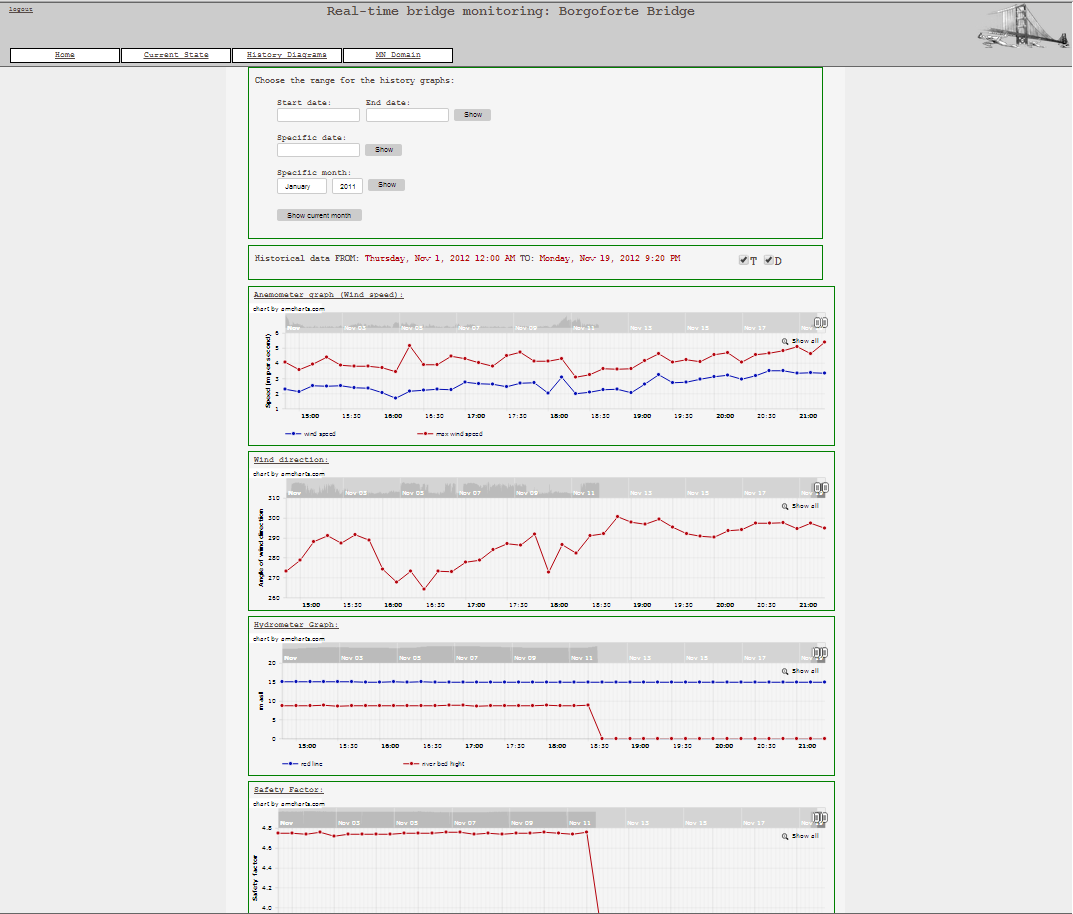 logout
Real-time bridge monitoring: Borgoforte Bridge
Home Current State History Diagrams MN Domain
Choose the range for the history graphs:
Start date: End date:
Show
Specific date:
Show
Specific month:
January 2011 Show
Show current month
Historical data FROM: Thursday, Nov 1, 2012 12:00 AM TO: Monday, Nov 19, 2012 9:20 PM T D
Anemometer graph (Wind speed):
chart by amcharts.com
Nov Nov 03 Nov 05 Nov 07 Nov 09 Nov 11 Nov 13 Nov 15 Nov 17 Nov
Show all
Speed (m per second)
6
5
4
3
2
1
15:00 15:30 16:00 16:30 17:00 17:30 18:00 18:30 19:00 19:30 20:00 20:30 21:00
wind speed max wind speed
Wind direction:
chart by amcharts.com
Nov Nov 03 Nov 05 Nov 07 Nov 09 Nov 11 Nov 13 Nov 15 Nov 17 Nov
Show all
Angle of wind direction
310
300
290
280
270
260
15:00 15:30 16:00 16:30 17:00 17:30 18:00 18:30 19:00 19:30 20:00 20:30 21:00
Hydrometer Graph:
chart by amcharts.com
Nov Nov 03 Nov 05 Nov 07 Nov 09 Nov 11 Nov 13 Nov 15 Nov 17 Nov
Show all
m asll
20
15
10
5
0
15:00 15:30 16:00 16:30 17:00 17:30 18:00 18:30 19:00 19:30 20:00 20:30 21:00
red line river bed hight
Safety Factor:
chart by amcharts.com
Nov Nov 03 Nov 05 Nov 07 Nov 09 Nov 11 Nov 13 Nov 15 Nov 17 Nov
Show all
Safety factor
4.8
4.6
4.4
4.2
4.0